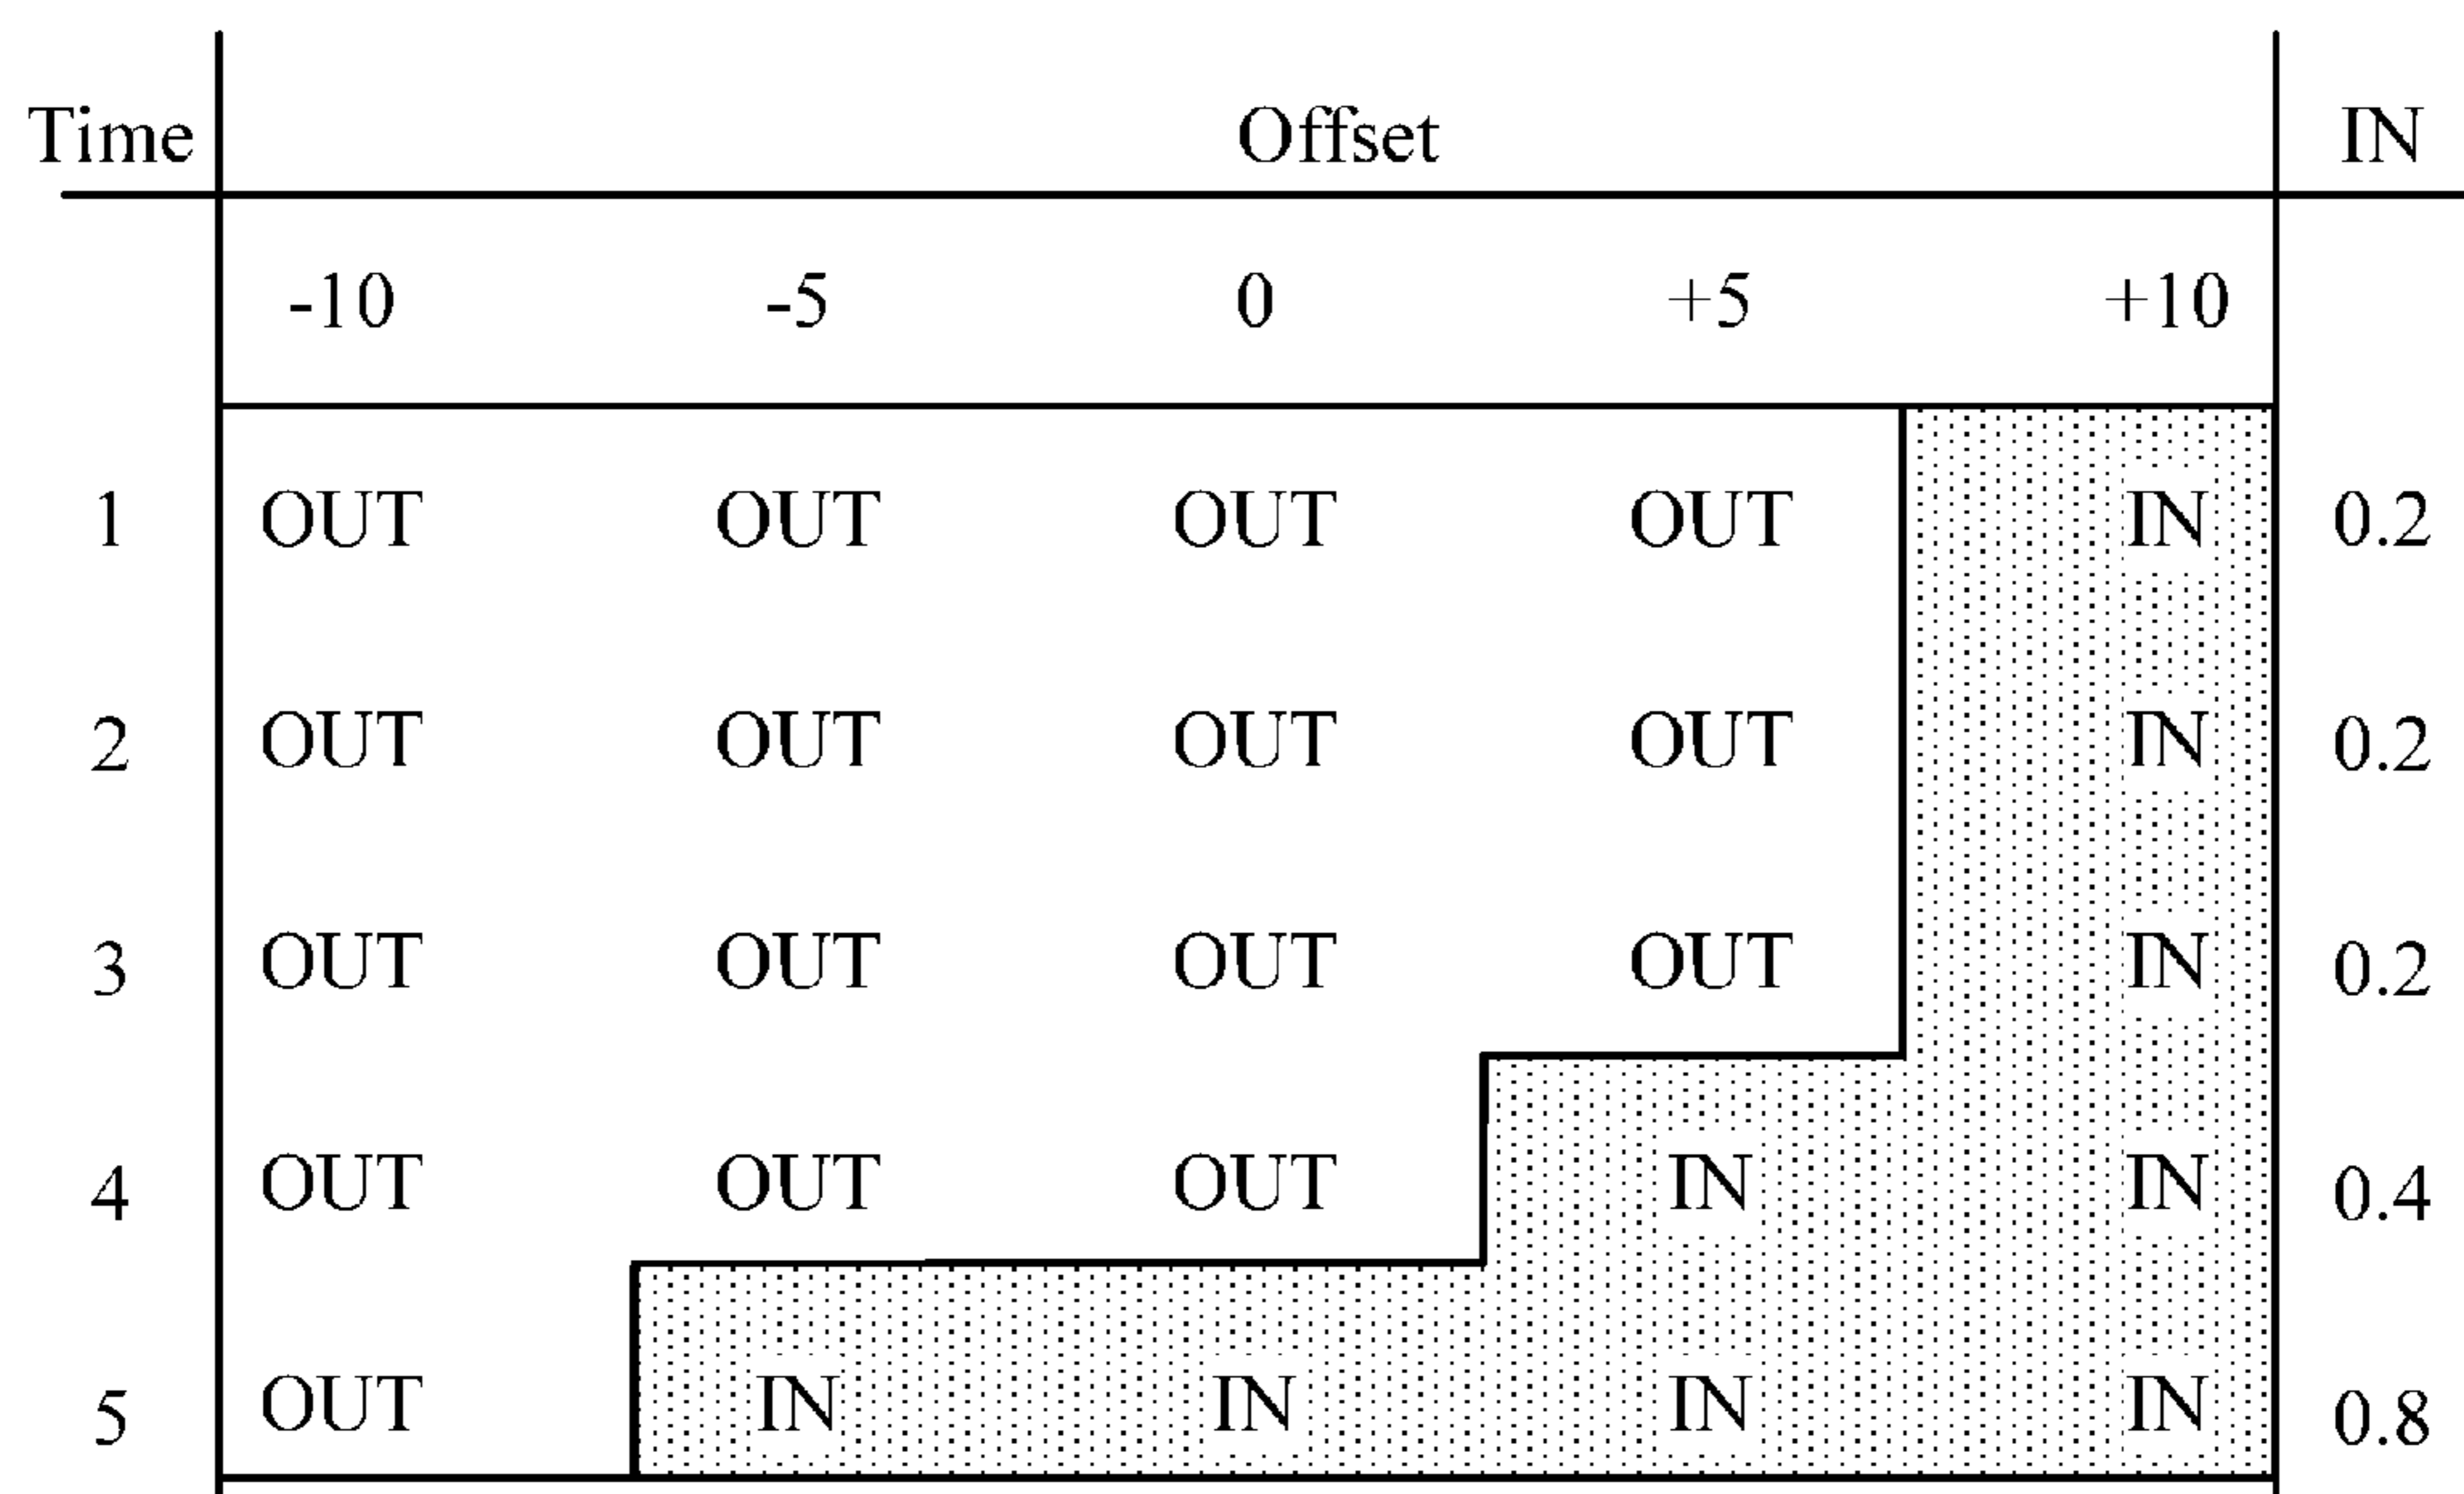 Time Offset IN
-10 -5 0 +5 +10
1 OUT OUT OUT OUT IN 0.2
2 OUT OUT OUT OUT IN 0.2
3 OUT OUT OUT OUT IN 0.2
4 OUT OUT OUT IN IN 0.4
5 OUT IN IN IN IN 0.8